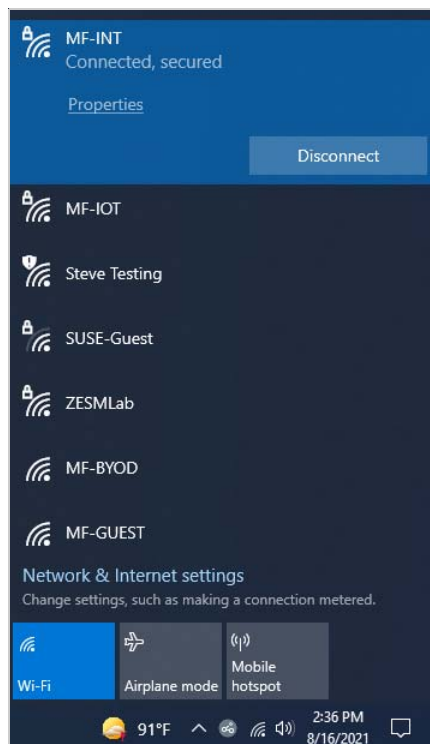 MF-INT
Connected, secured
Properties
Disconnect
MF-IOT
Steve Testing
SUSE-Guest
ZESMLab
MF-BYOD
MF-GUEST
Network & Internet settings
Change settings, such as making a connection metered.
Wi-Fi
Airplane mode
Mobile
hotspot
91°F
2:36 PM
8/16/2021